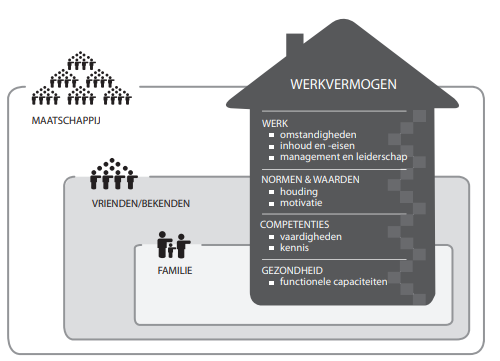 WERKVERMOGEN
MAATSCHAPPIJ
WERK
omstandigheden
inhoud en -eisen
management en leiderschap
NORMEN & WAARDEN
houding
motivatie
VRIENDEN/BEKENDEN
COMPETENTIES
vaardigheden
kennis
FAMILIE
GEZONDHEID
functionele capaciteiten